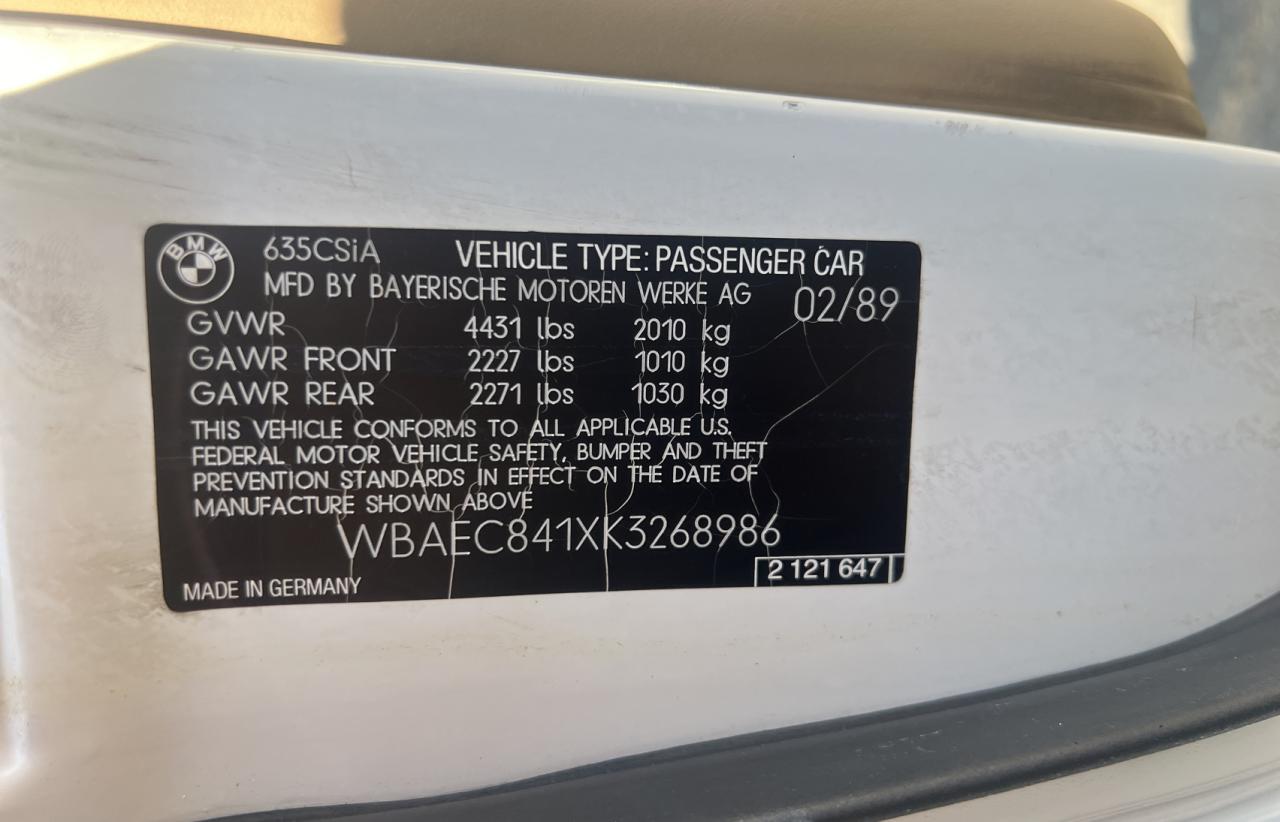 BMW
635CSiA VEHICLE TYPE: PASSENGER CAR
MFD BY BAYERISCHE MOTOREN WERKE AG 02/89
GVWR 4431 lbs 2010 kg
GAWR FRONT 2227 lbs 1010 kg
GAWR REAR 2271 lbs 1030 kg
THIS VEHICLE CONFORMS TO ALL APPLICABLE U.S.
FEDERAL MOTOR VEHICLE SAFETY, BUMPER AND THEFT
PREVENTION STANDARDS IN EFFECT ON THE DATE OF
MANUFACTURE SHOWN ABOVE
WBAEC841XK3268986
2 121 647
MADE IN GERMANY